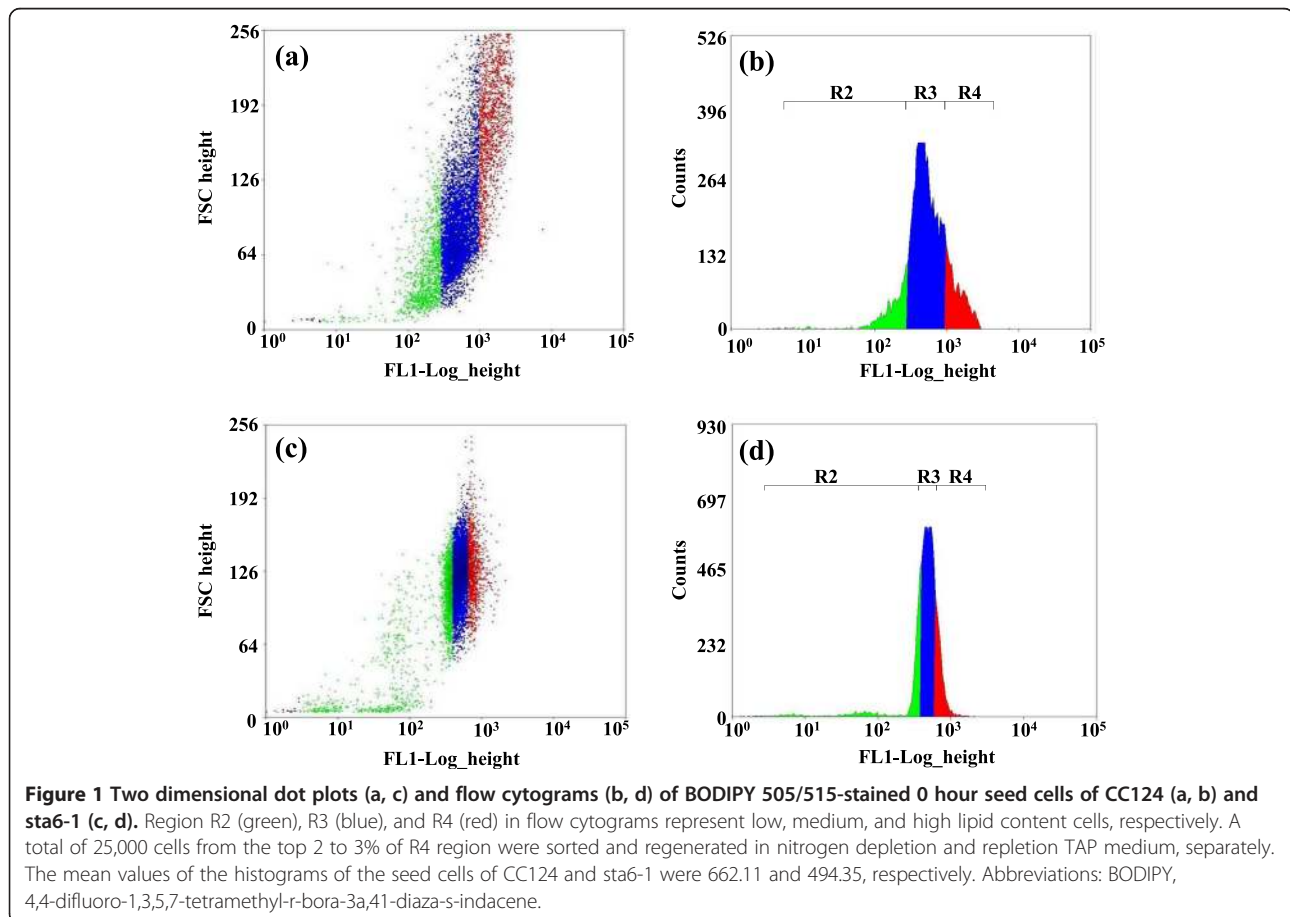 256
(a)
192
FSC height
126
64
0
10⁰ 10¹ 10² 10³ 10⁴ 10⁵
FL1-Log_height
526
(b)
R2 R3 R4
396
Counts
264
132
0
10⁰ 10¹ 10² 10³ 10⁴ 10⁵
FL1-Log_height
256
(c)
192
FSC height
126
64
0
10⁰ 10¹ 10² 10³ 10⁴ 10⁵
FL1-Log_height
930
(d)
R2 R3 R4
697
Counts
465
232
0
10⁰ 10¹ 10² 10³ 10⁴ 10⁵
FL1-Log_height
Figure 1 Two dimensional dot plots (a, c) and flow cytograms (b, d) of BODIPY 505/515-stained 0 hour seed cells of CC124 (a, b) and
sta6-1 (c, d). Region R2 (green), R3 (blue), and R4 (red) in flow cytograms represent low, medium, and high lipid content cells, respectively. A
total of 25,000 cells from the top 2 to 3% of R4 region were sorted and regenerated in nitrogen depletion and repletion TAP medium, separately.
The mean values of the histograms of the seed cells of CC124 and sta6-1 were 662.11 and 494.35, respectively. Abbreviations: BODIPY,
4,4-difluoro-1,3,5,7-tetramethyl-r-bora-3a,41-diaza-s-indacene.